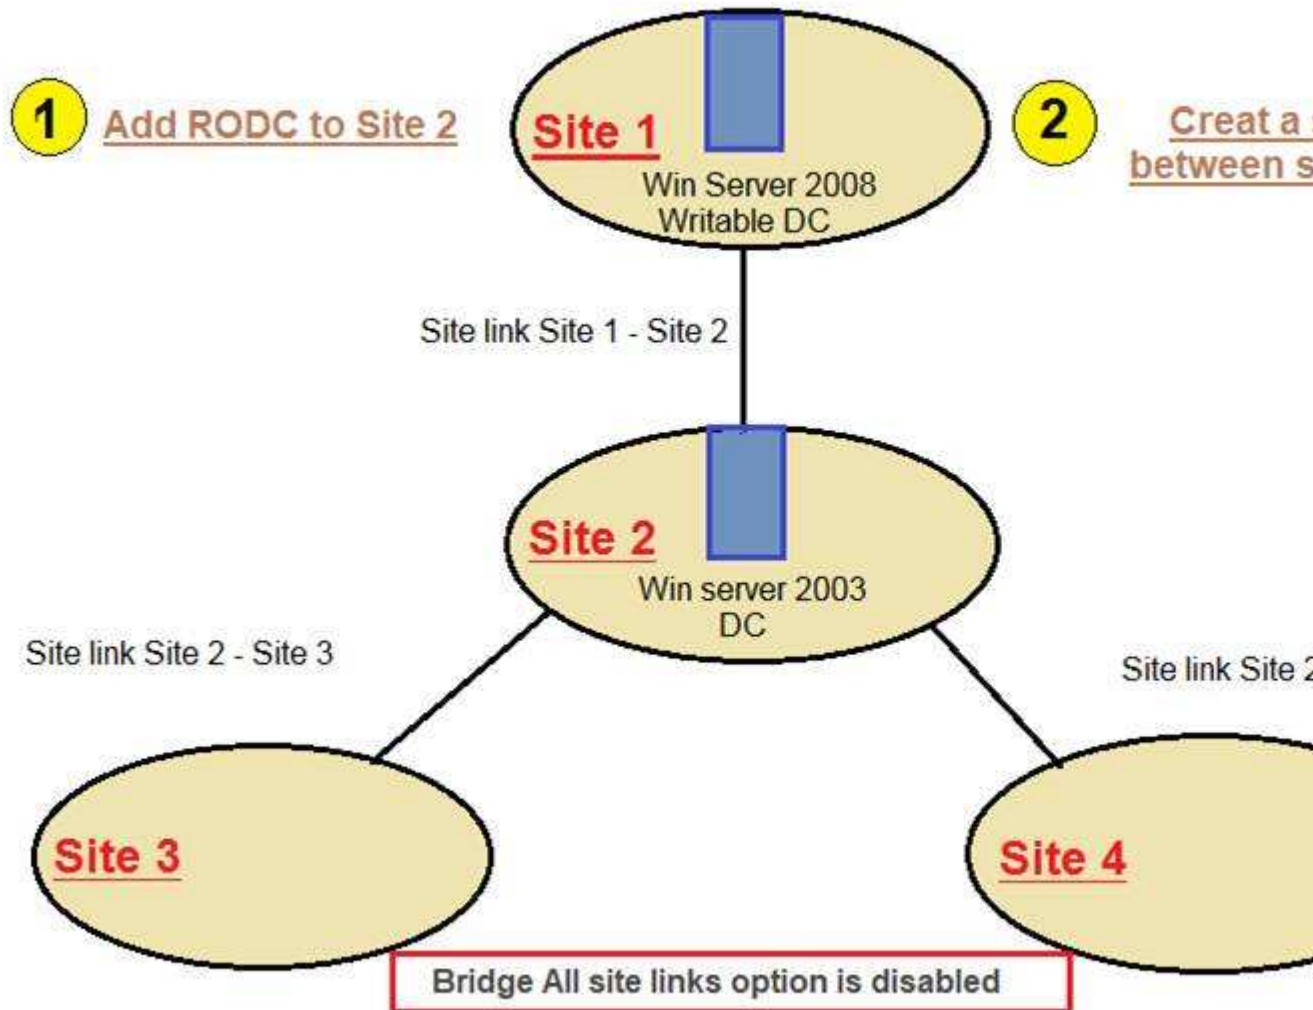 1
Add RODC to Site 2
Site 1
Win Server 2008
Writable DC
2
Creat a
between s
Site link Site 1 - Site 2
Site 2
Win server 2003
DC
Site link Site 2 - Site 3
Site link Site 2
Site 3
Site 4
Bridge All site links option is disabled